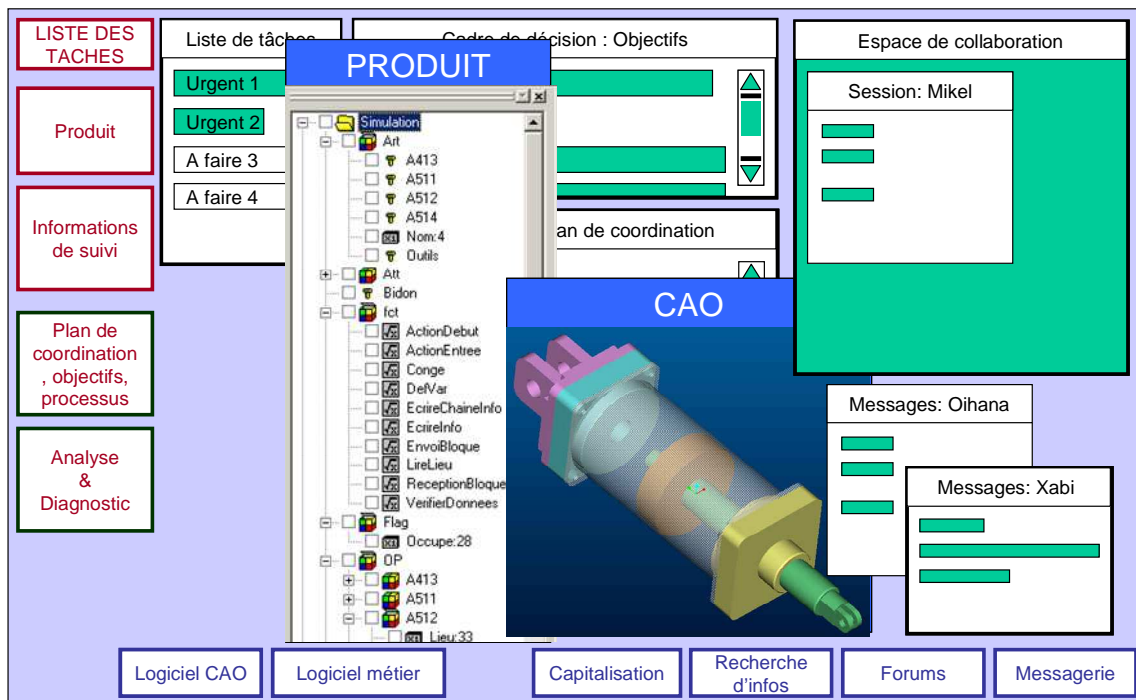 LISTE DES
TACHES
Produit
Informations
de suivi
Plan de
coordination
, objectifs,
processus
Analyse
&
Diagnostic
Liste de tâches
Urgent 1
Urgent 2
A faire 3
A faire 4
Cadre de décision : Objectifs
an de coordination
PRODUIT
Simulation
Art
A413
A511
A512
A514
Nom:4
Outils
Att
Bidon
fct
ActionDebut
ActionEntree
Conge
DefVar
EcrireChaineInfo
EcrireInfo
EnvoiBloque
LireLieu
ReceptionBloque
VerifierDonnees
Flag
Occupe:28
OP
A413
A511
A512
Lieu:33
CAO
Espace de collaboration
Session: Mikel
Messages: Oihana
Messages: Xabi
Logiciel CAO
Logiciel métier
Capitalisation
Recherche
d'infos
Forums
Messagerie